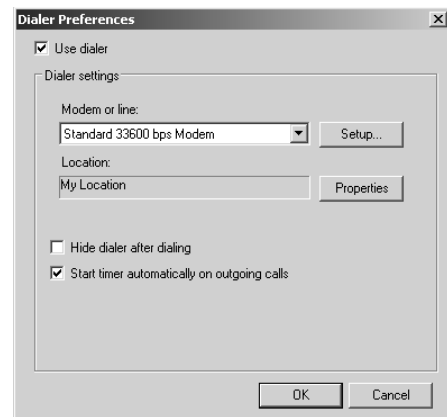 Dialer Preferences
Use dialer
Dialer settings
Modem or line:
Standard 33600 bps Modem
Setup...
Location:
My Location
Properties
Hide dialer after dialing
Start timer automatically on outgoing calls
OK
Cancel